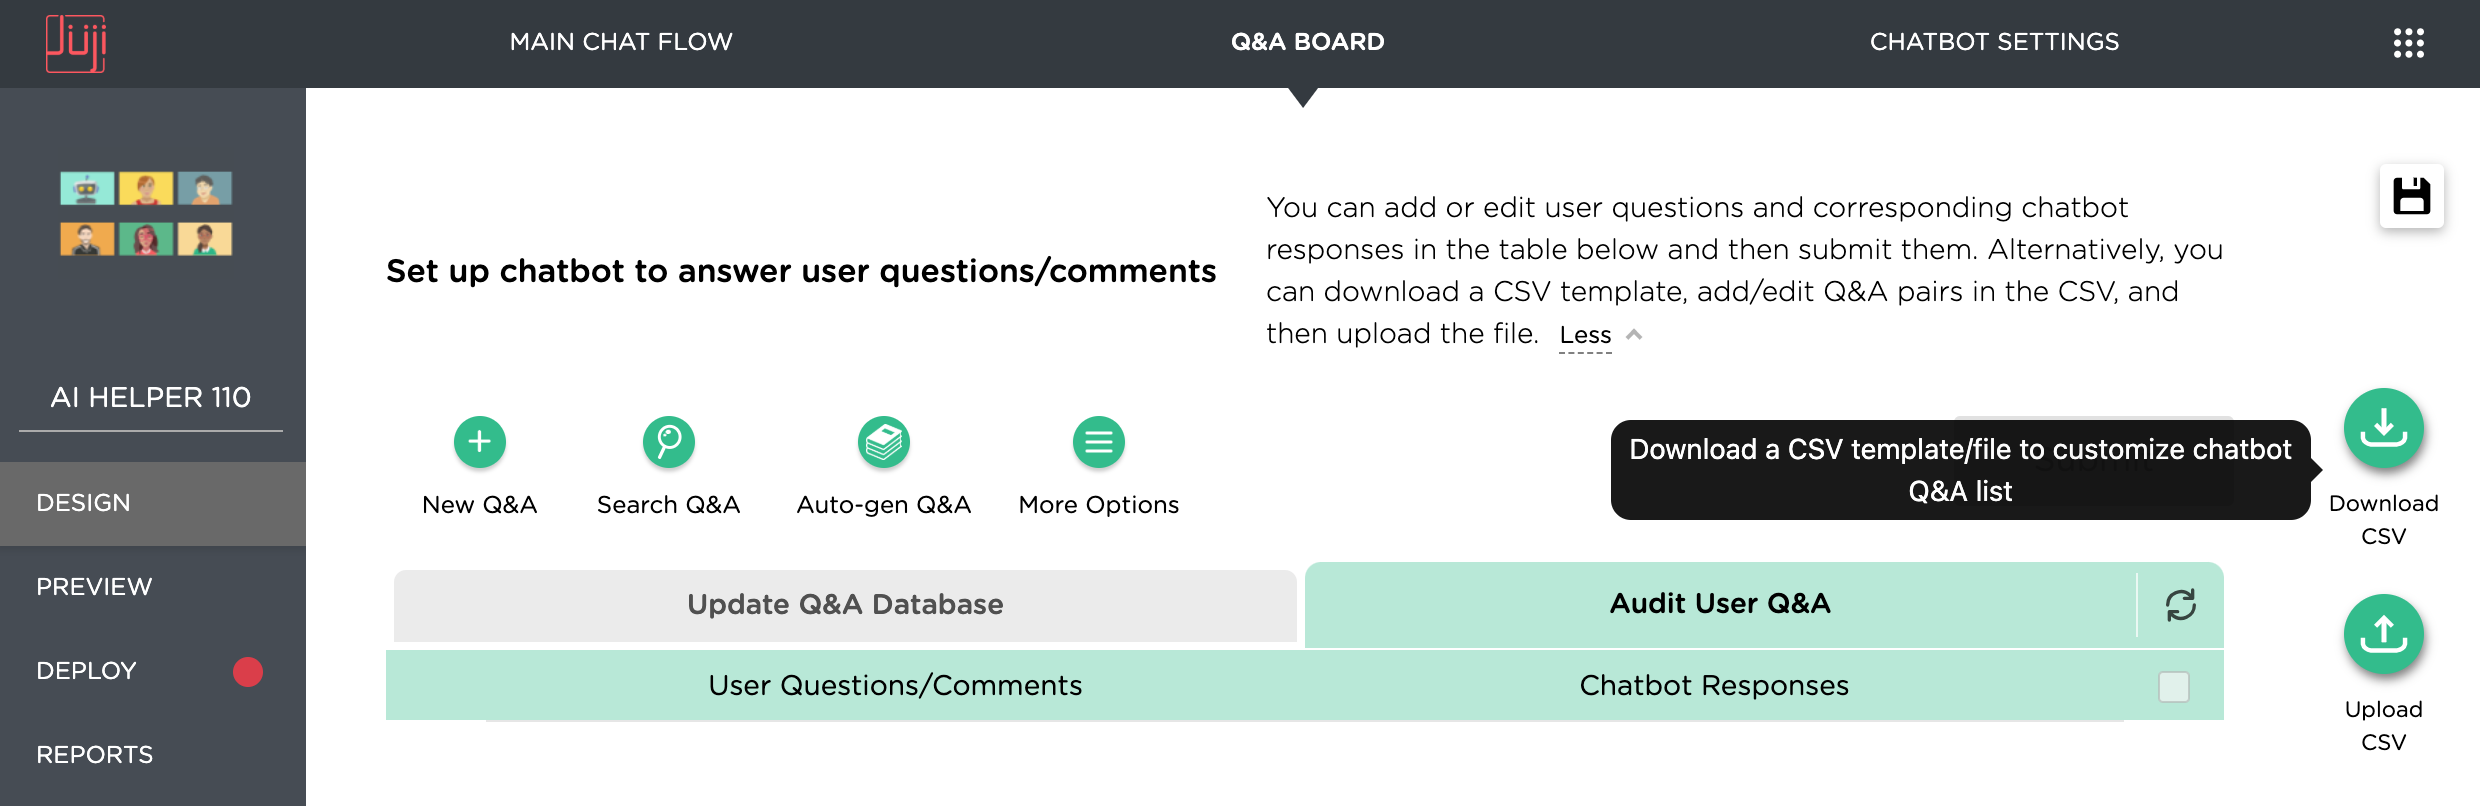 Juji
MAIN CHAT FLOW
Q&A BOARD
CHATBOT SETTINGS
AI HELPER 110
DESIGN
PREVIEW
DEPLOY
REPORTS
Set up chatbot to answer user questions/comments
You can add or edit user questions and corresponding chatbot
responses in the table below and then submit them. Alternatively, you
can download a CSV template, add/edit Q&A pairs in the CSV, and
then upload the file. Less
New Q&A
Search Q&A
Auto-gen Q&A
More Options
Download a CSV template/file to customize chatbot
Q&A list
Download
CSV
Update Q&A Database
Audit User Q&A
User Questions/Comments
Chatbot Responses
Upload
CSV